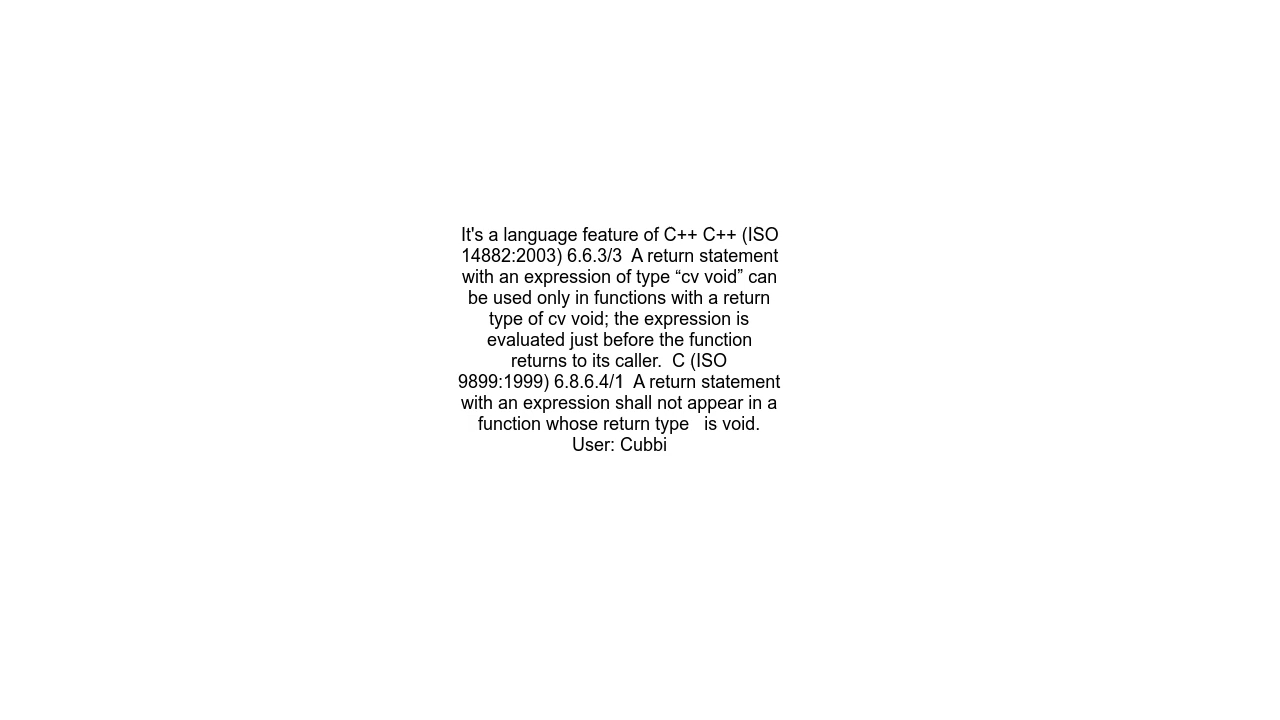 It's a language feature of C++ C++ (ISO
14882:2003) 6.6.3/3  A return statement
with an expression of type “cv void” can
be used only in functions with a return
type of cv void; the expression is
evaluated just before the function
returns to its caller.  C (ISO
9899:1999) 6.8.6.4/1  A return statement
with an expression shall not appear in a
function whose return type   is void.
User: Cubbi